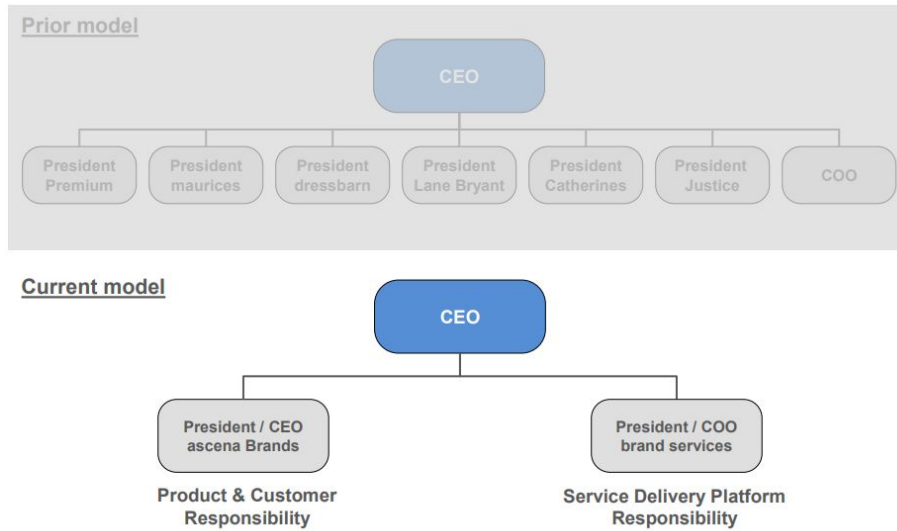 Prior model
CEO
President
Premium
President
maurices
President
dressbarn
President
Lane Bryant
President
Catherines
President
Justice
COO
Current model
CEO
President / CEO
ascena Brands
President / COO
brand services
Product & Customer
Responsibility
Service Delivery Platform
Responsibility